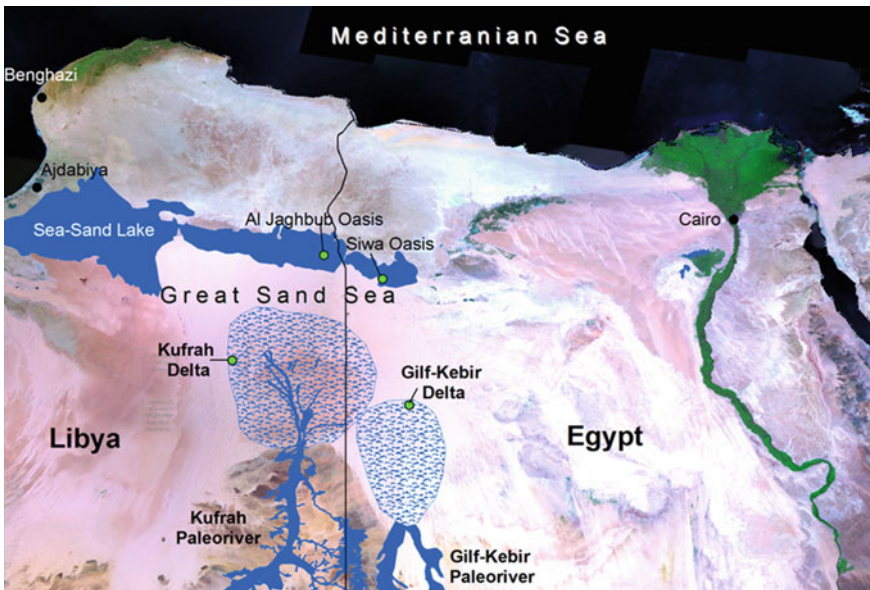 Mediterranian Sea
Benghazi
Ajdabiya
Sea-Sand Lake
Al Jaghbub Oasis
Siwa Oasis
Cairo
Great Sand Sea
Kufrah
Delta
Gilf-Kebir
Delta
Libya
Egypt
Kufrah
Paleoriver
Gilf-Kebir
Paleoriver